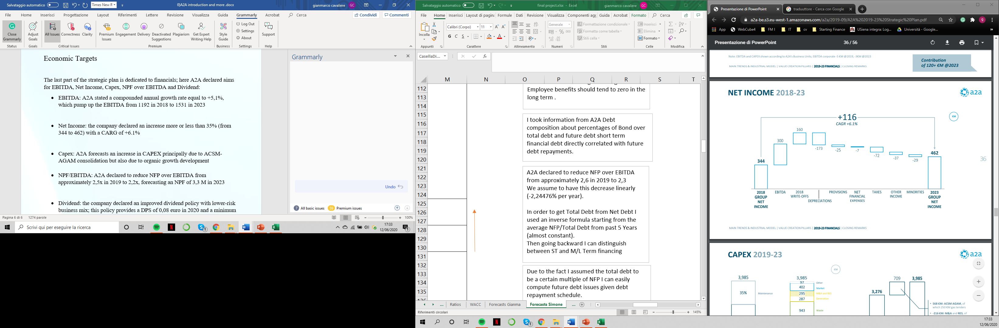 Salvataggio automatico
Times New R
0)A2A introduction and more .docx
gianmarco cavaliere
GC
File Home Inserisci Progettazione Layout Riferimenti Lettere Revisione Visualizza Guida Grammarly Acrobat Cerca
Condividi
Commenti
Close Grammarly
Adjust Goals
All Issues
Correctness
Clarity
Premium Issues
Engagement
Delivery
Deactivated Suggestions
Plagiarism
Get Expert Writing Help
Style Guide
Log Out
Settings
About
Support
Status Goals Critical Issues Premium Business Settings Help
Economic Targets
The last part of the strategic plan is dedicated to financials; here A2A declared aims
for EBITDA, Net Income, Capex, NPF over EBITDA and Dividend:
• EBITDA: A2A stated a compounded annual growth rate equal to +5,1%,
which pump up the EBITDA from 1192 in 2018 to 1531 in 2023
• Net Income: the company declared an increase more or less than 35% (from
344 to 462) with a CARG of +6.1%
• Capex: A2A forecasts an increase in CAPEX principally due to ACSM-
AGAM consolidation but also due to organic growth development
• NPF/EBITDA: A2A declared to reduce NFP over EBITDA from
approximately 2,5x in 2019 to 2,2x, forecasting an NPF of 3,3 M in 2023
• Dividend: the company declared an improved dividend policy with lower-risk
business mix; this policy provides a DPS of 0,08 euro in 2020 and a minimum
Grammarly
Undo
7 All basic issues 59 Premium issues
Pagina 6 di 6 1274 parole
100%
Scrivi qui per eseguire la ricerca
17:33
12/06/2020
Salvataggio automatico
final project.xlsx - Excel
gianmarco cavaliere
GC
File Home Inserisci Layout di pagina Formule Dati Revisione Visualizza Componenti agg Guida Acrobat Formato Cerca
Incolla
Calibri (Corpo) 11
G C S
Generale
Formattazione condizionale
Formatta come tabella
Stili cella
Inserisci
Elimina
Formato
Appunti Carattere Allineamento Numeri Stili Celle Modifica
CasellaDi...
fx
M N O P Q R S T
112
113
114
115
116
117
118
119
120
121
122
123
124
125
126
127
128
129
130
131
132
133
134
135
Employee benefits should tend to zero in the
long term .
I took information from A2A Debt
composition about percentages of Bond over
total debt and future debt short term
financial debt directly correlated with future
debt repayments.
A2A declared to reduce NFP over EBITDA
from approximately 2,6 in 2019 to 2,3
We assume to have this decrease linearly
(-2,24476% per year).
In order to get Total Debt from Net Debt I
used an inverse formula starting from the
average NFP/Total Debt from past 5 Years
(almost constant).
Then going backward I can distinguish
between ST and M/L Term financing
Due to the fact I assumed the total debt to
be a certain multiple of NFP I can easily
compute future debt issues given debt
repayment schedule.
... Ratios WACC Forecasts Gianma Forecasts Simone ...
Riferimenti circolari
145%
Presentazione di PowerPoint
traduuttore - Cerca con Google
a2a-be.s3.eu-west-1.amazonaws.com/a2a/2019-09/A2A%202019-23%20Strategic%20Plan.pdf
App WebCube4 FM I IT cv Starting Finance USiena integra: Log... Università - Google...
Presentazione di PowerPoint
36 / 56
Note: EBITDA and CAPEX shown according to A2A's Business Units; EBITDA corporate -5 €M @2019, -3€M @2023
Contribution
of 120+ €M @2023
MAIN TRENDS & INDUSTRIAL MODEL | VALUE CREATION PILLARS | 2019-23 FINANCIALS | CLOSING REMARKS
NET INCOME 2018-23
a2a
+116
CAGR +6.1%
€M
344
300
160
-173
-25
-7
-72
-37
-29
462
36
2018 GROUP NET INCOME
EBITDA
2018 WRITE-OFFS
DEPRECIATIONS
PROVISIONS
NET FINANCIAL EXPENSES
TAXES
OTHER INCOME
MINORITIES
2023 GROUP NET INCOME
MAIN TRENDS & INDUSTRIAL MODEL | VALUE CREATION PILLARS | 2019-23 FINANCIALS | CLOSING REMARKS
CAPEX 2019-23
a2a
€M
3,985
35%
Maintenance
3,985
97 Other
402 Market
295 M&A and RES
287 Generation
943 Waste
3,276
709
3,985
• 568 €M: ACSM AGAM, of
which 250 €M gas tenders
• -216 €M: M&A and RES, of
17:33
12/06/2020